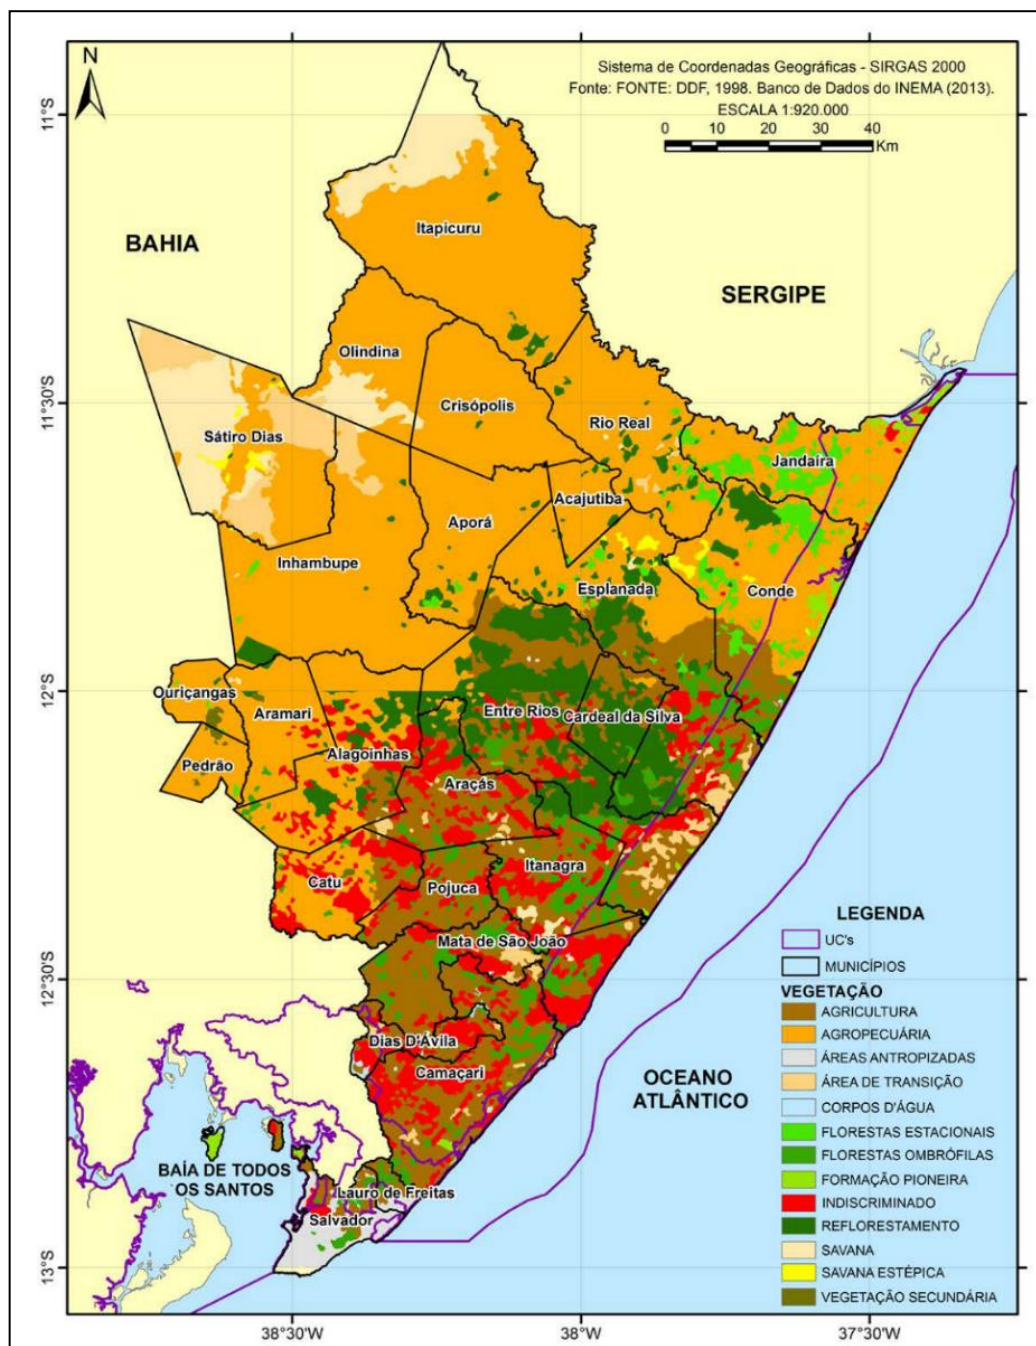 N
Sistema de Coordenadas Geográficas - SIRGAS 2000
Fonte: FONTE: DDF, 1998. Banco de Dados do INEMA (2013).
ESCALA 1:920.000
0 10 20 30 40
Km
11°S
Itapicuru
BAHIA
SERGIPE
Olindina
11°30'S
Crisópolis
Rio Real
Sátiro Dias
Jandaíra
Acajutiba
Aporá
Inhambupe
Esplanada
Conde
12°S
Ouriçangas
Aramari
Entre Rios
Cardeal da Silva
Alagoinhas
Pedrão
Araçás
Itanagra
Catu
Pojuca
Mata de São João
12°30'S
Dias D'Ávila
Camaçari
OCEANO
ATLÂNTICO
BAÍA DE TODOS
OS SANTOS
Lauro de Freitas
Salvador
13°S
38°30'W
38°W
37°30'W
LEGENDA
UC's
MUNICÍPIOS
VEGETAÇÃO
AGRICULTURA
AGROPECUÁRIA
ÁREAS ANTROPIZADAS
ÁREA DE TRANSIÇÃO
CORPOS D'ÁGUA
FLORESTAS ESTACIONAIS
FLORESTAS OMBRÓFILAS
FORMAÇÃO PIONEIRA
INDISCRIMINADO
REFLORESTAMENTO
SAVANA
SAVANA ESTÉPICA
VEGETAÇÃO SECUNDÁRIA